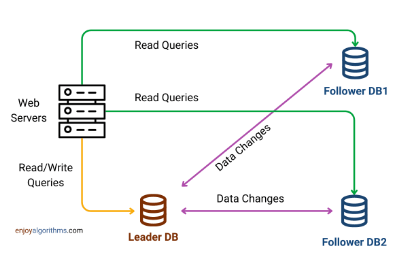 Read Queries
Follower DB1
Read Queries
Web
Servers
Data Changes
Read/Write
Queries
Data Changes
Leader DB
Follower DB2
enjoyalgorithms.com